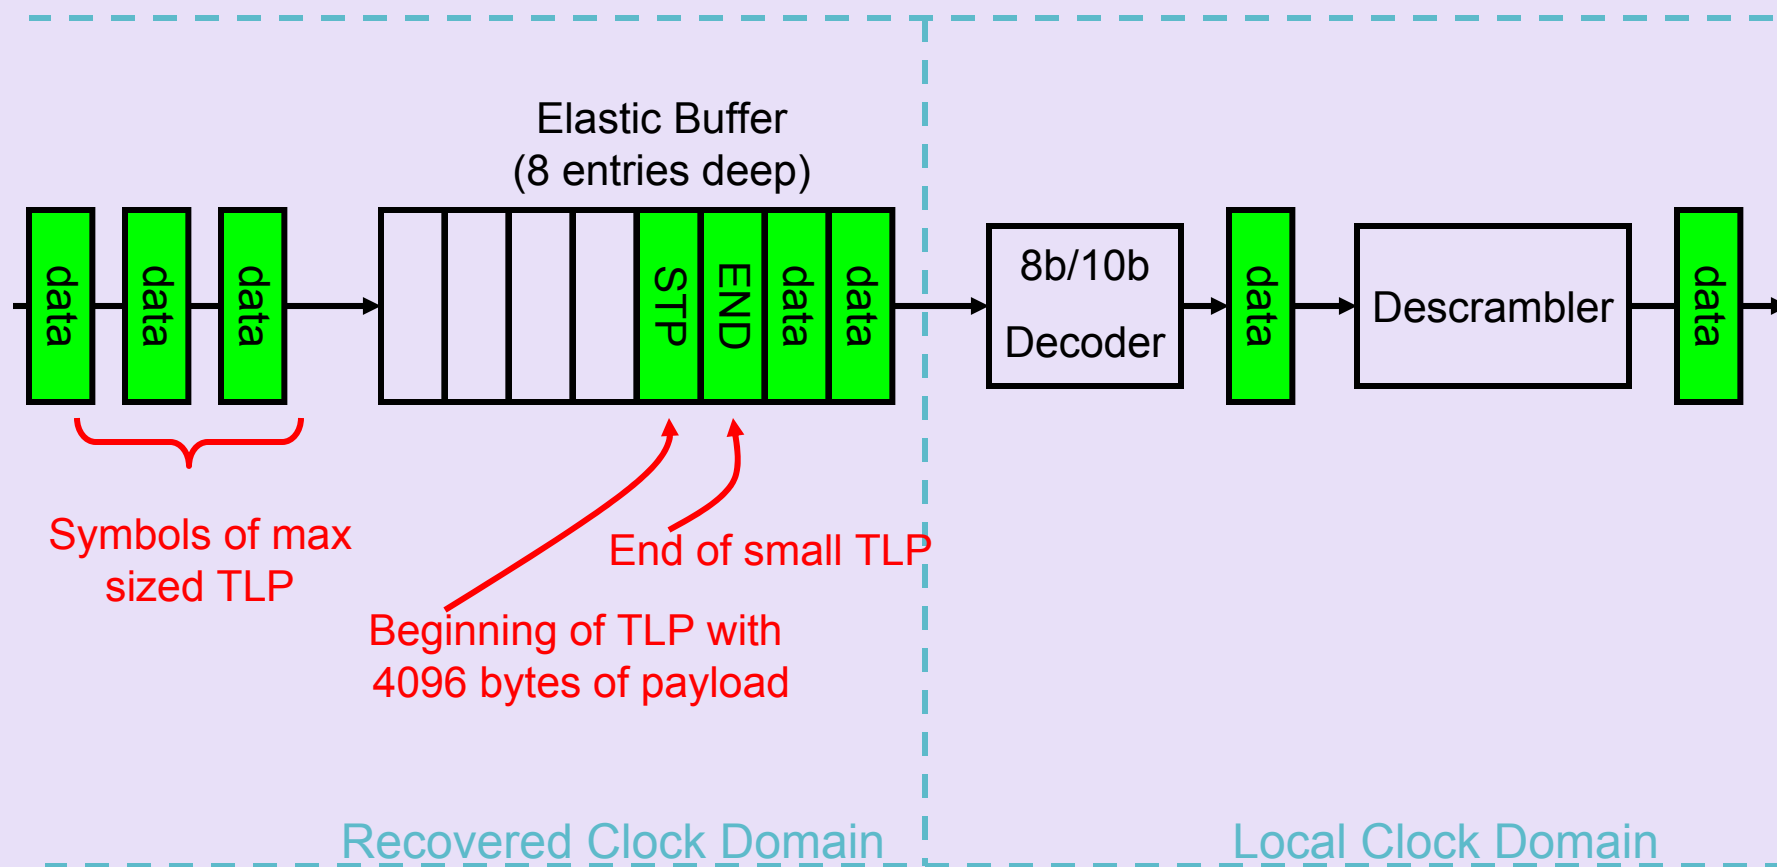 Elastic Buffer
(8 entries deep)
data
data
data
STP
END
data
data
8b/10b
Decoder
data
Descrambler
data
Symbols of max
sized TLP
End of small TLP
Beginning of TLP with
4096 bytes of payload
Recovered Clock Domain
Local Clock Domain